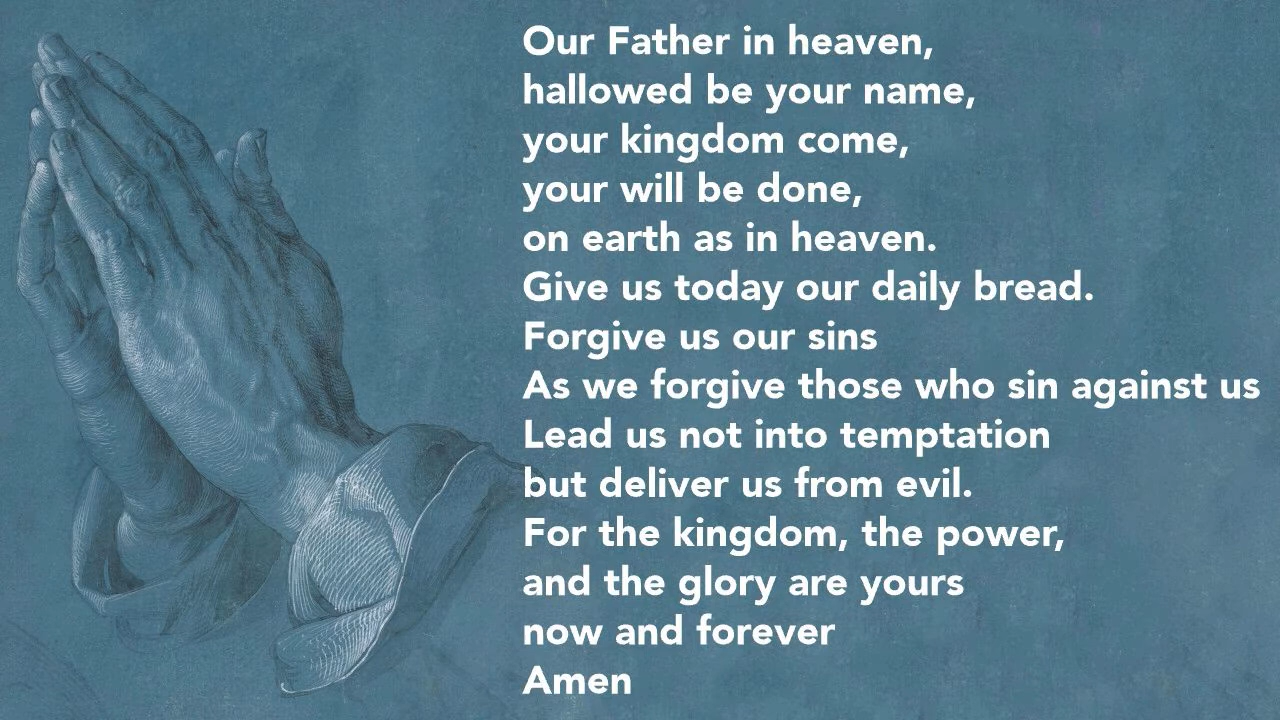 Our Father in heaven,
hallowed be your name,
your kingdom come,
your will be done,
on earth as in heaven.
Give us today our daily bread.
Forgive us our sins
As we forgive those who sin against us
Lead us not into temptation
but deliver us from evil.
For the kingdom, the power,
and the glory are yours
now and forever
Amen